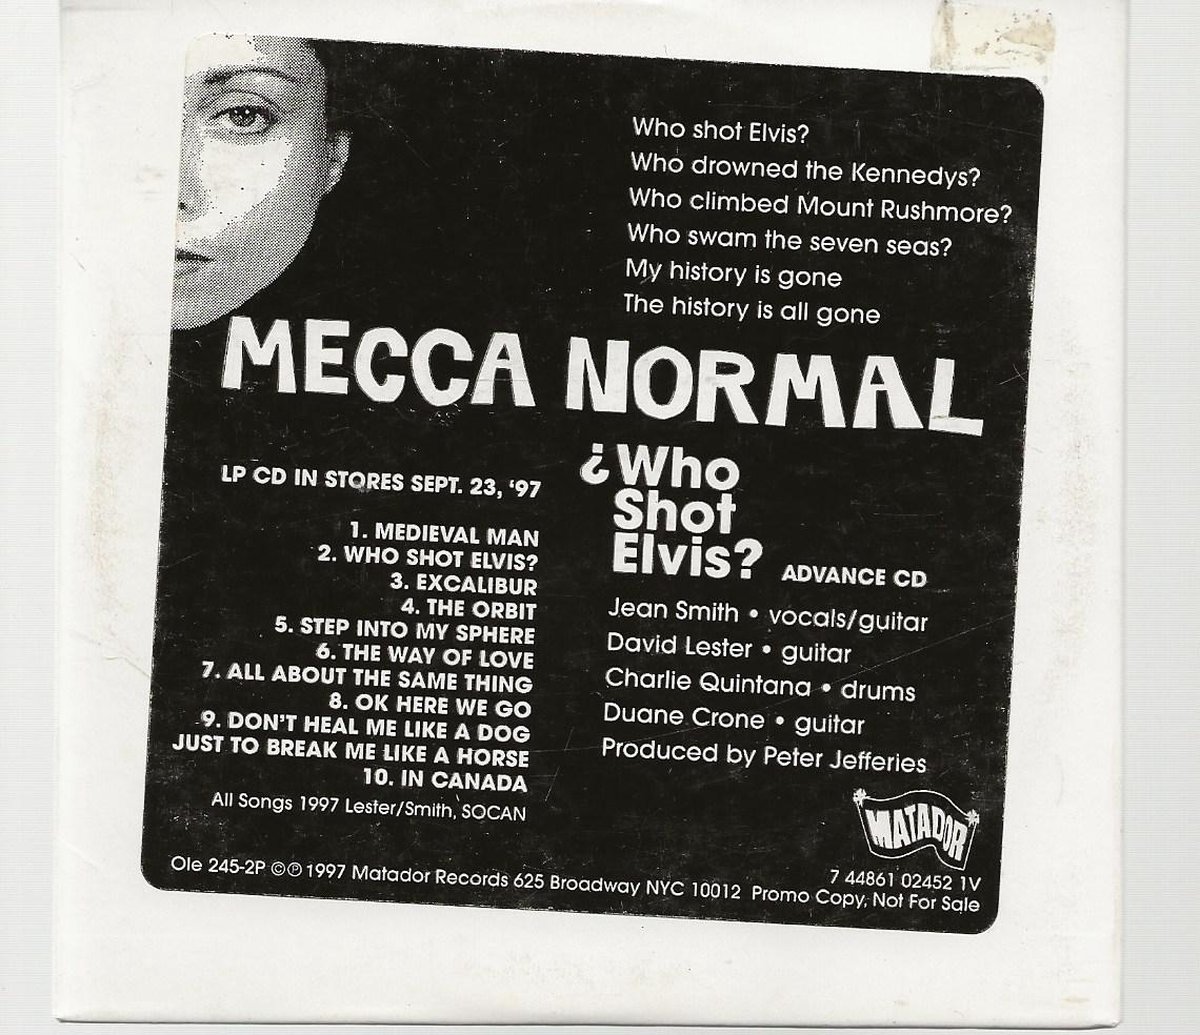 Who shot Elvis?
Who drowned the Kennedys?
Who climbed Mount Rushmore?
Who swam the seven seas?
My history is gone
The history is all gone
MECCA NORMAL
LP CD IN STORES SEPT. 23, ‘97
1. MEDIEVAL MAN
2. WHO SHOT ELVIS?
3. EXCALIBUR
4. THE ORBIT
5. STEP INTO MY SPHERE
6. THE WAY OF LOVE
7. ALL ABOUT THE SAME THING
8. OK HERE WE GO
9. DON'T HEAL ME LIKE A DOG
JUST TO BREAK ME LIKE A HORSE
10. IN CANADA
All Songs 1997 Lester/Smith, SOCAN
¿Who
Shot
Elvis?
ADVANCE CD
Jean Smith • vocals/guitar
David Lester • guitar
Charlie Quintana • drums
Duane Crone • guitar
Produced by Peter Jefferies
MATADOR
7 44861 02452 1V
Ole 245-2P ©℗ 1997 Matador Records 625 Broadway NYC 10012 Promo Copy, Not For Sale